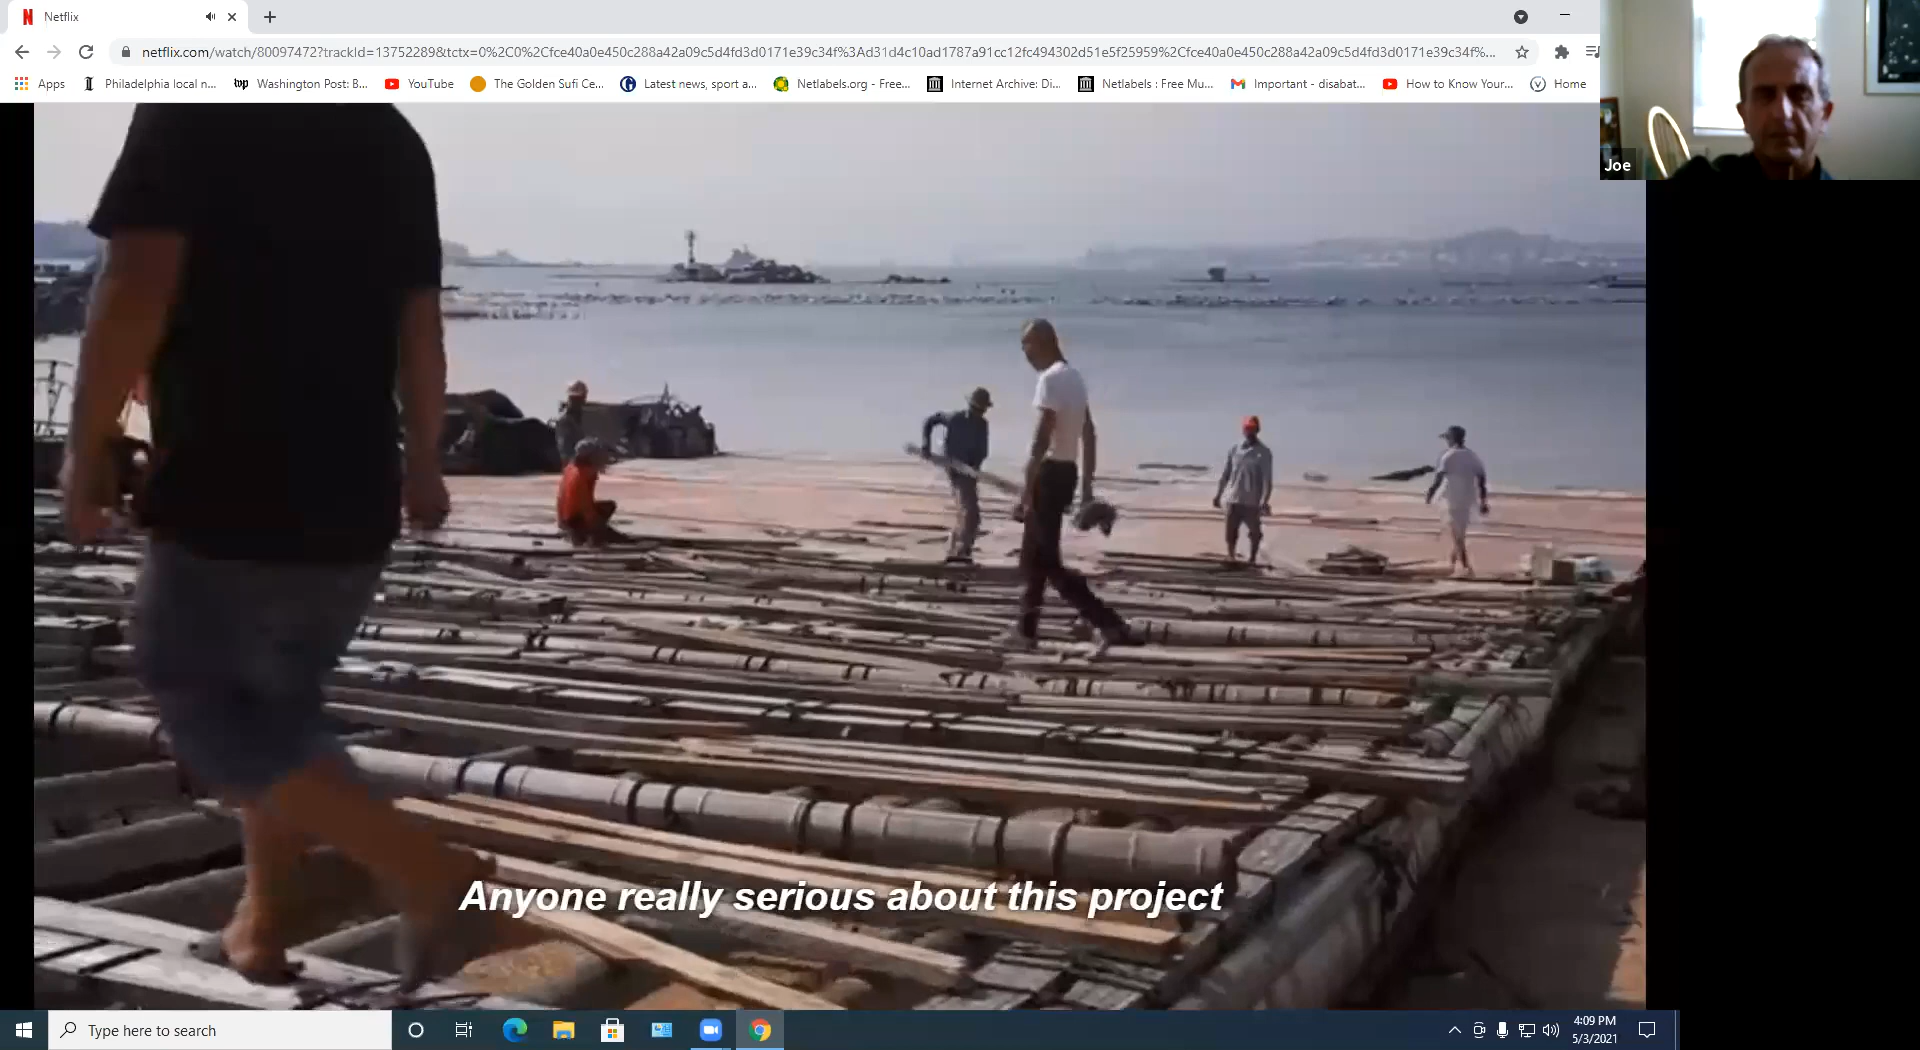 Netflix
netflix.com/watch/80097472?trackId=13752289&tctx=0%2C0%2Cfce40a0e450c288a42a09c5d4fd3d0171e39c34f%3Ad31d4c10ad1787a91cc12fc494302d51e5f25959%2Cfce40a0e450c288a42a09c5d4fd3d0171e39c34f%...
Apps
Philadelphia local n...
wp Washington Post: B...
YouTube
The Golden Sufi Ce...
Latest news, sport a...
Netlabels.org - Free...
Internet Archive: Di...
Netlabels : Free Mu...
Important - disabat...
How to Know Your...
Home
Joe
Anyone really serious about this project
Type here to search
4:09 PM
5/3/2021